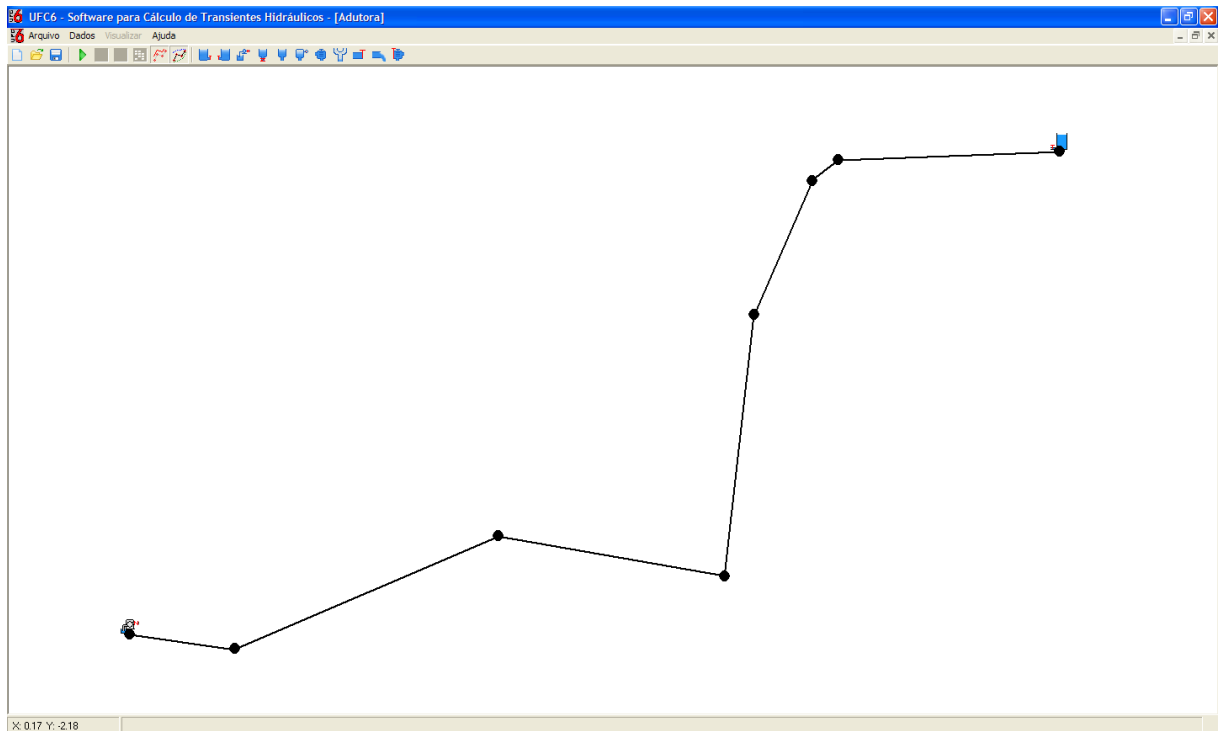 UFC6 - Software para Cálculo de Transientes Hidráulicos - [Adutora]
Arquivo Dados Visualizar Ajuda
X: 0.17 Y: -2.18